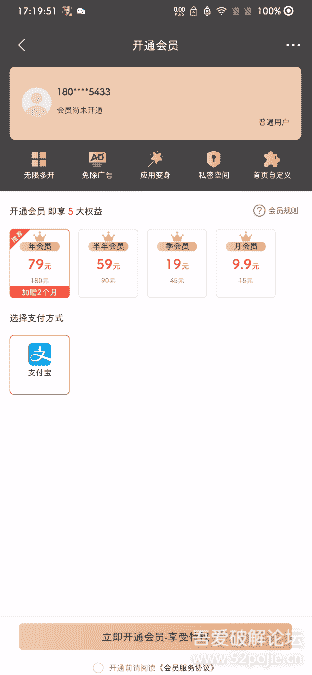 17:19:51 100%
开通会员
180****5433
会员尚未开通
普通用户
无限多开 免除广告 应用变身 私密空间 首页自定义
开通会员 即享 5 大权益 会员规则
年会员 半年会员 季会员 月会员
79元 59元 19元 9.9元
180元 90元 45元 15元
加赠2个月
选择支付方式
支付宝
立即开通会员-享受特权
吾爱破解论坛
www.52pojie.cn
开通前请阅读《会员服务协议》